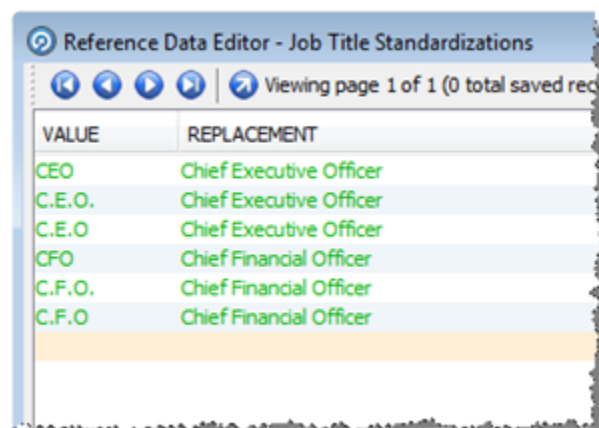 Reference Data Editor - Job Title Standardizations
Viewing page 1 of 1 (0 total saved rec
VALUE REPLACEMENT
CEO Chief Executive Officer
C.E.O. Chief Executive Officer
C.E.O Chief Executive Officer
CFO Chief Financial Officer
C.F.O. Chief Financial Officer
C.F.O Chief Financial Officer